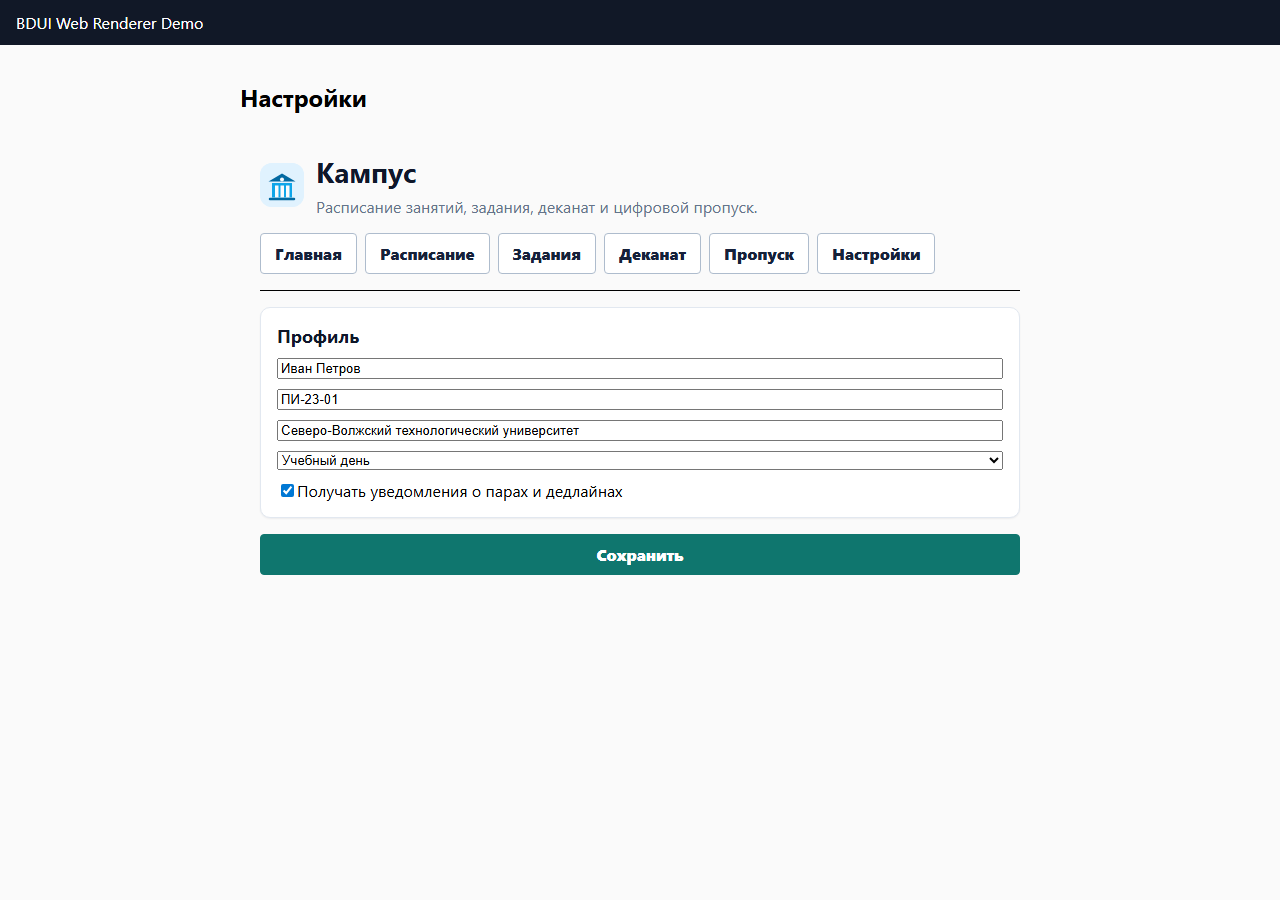 BDUI Web Renderer Demo
Настройки
Кампус
Расписание занятий, задания, деканат и цифровой пропуск.
Главная Расписание Задания Деканат Пропуск Настройки
Профиль
Иван Петров
ПИ-23-01
Северо-Волжский технологический университет
Учебный день
Получать уведомления о парах и дедлайнах
Сохранить